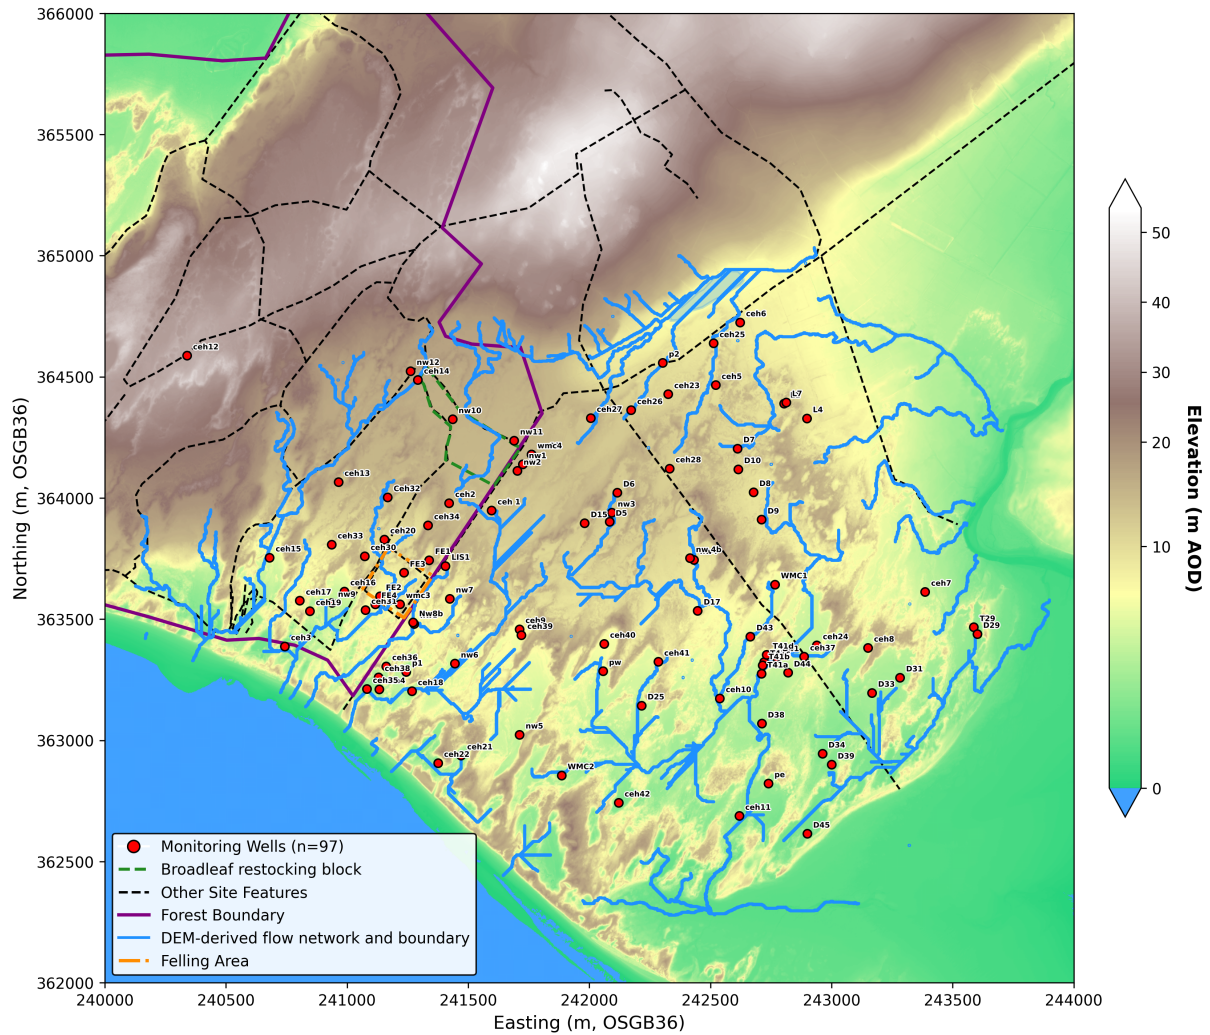 366000
365500
365000
364500
364000
363500
363000
362500
362000
Northing (m, OSGB36)
240000
240500
241000
241500
242000
242500
243000
243500
244000
Easting (m, OSGB36)
50
40
30
20
10
0
Elevation (m AOD)
ceh6
ceh25
ceh12
p2
nw12
ceh14
ceh5
ceh23
L7
ceh26
ceh27
nw10
L4
nw11
wmc4
nw1
nw2
D7
D10
ceh28
ceh13
D6
D8
Ceh32
ceh2
ceh 1
nw3
D5
D15
D9
ceh34
ceh20
ceh33
ceh30
ceh15
FE1
LIS1
FE3
nw4b
WMC1
ceh16
nw9
FE2
FE4
wmc3
nw7
ceh7
ceh17
ceh19
ceh31
D17
Nw8b
T29
D29
ceh9
ceh39
D43
ceh3
ceh40
ceh24
ceh37
ceh8
T41d
T41b
T41a
D44
ceh41
pw
nw6
ceh36
p1
ceh38
ceh35
ceh18
D31
D33
ceh10
D25
D38
nw5
ceh21
ceh22
D34
D39
WMC2
pe
ceh42
ceh11
D45
Monitoring Wells (n=97)
Broadleaf restocking block
Other Site Features
Forest Boundary
DEM-derived flow network and boundary
Felling Area